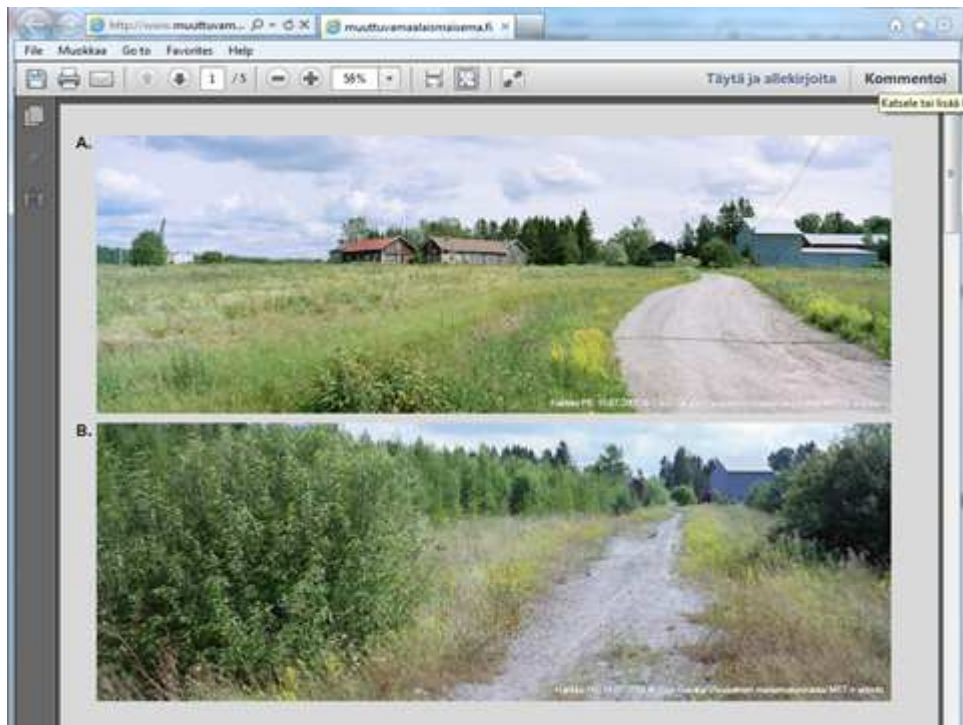 http://www.muuttuvam...
muuttuvamaalaismaisema.fi
File Muokkaa Go to Favorites Help
1 / 5
58%
Täytä ja allekirjoita
Kommentoi
Katsele tai lisää
A.
B.